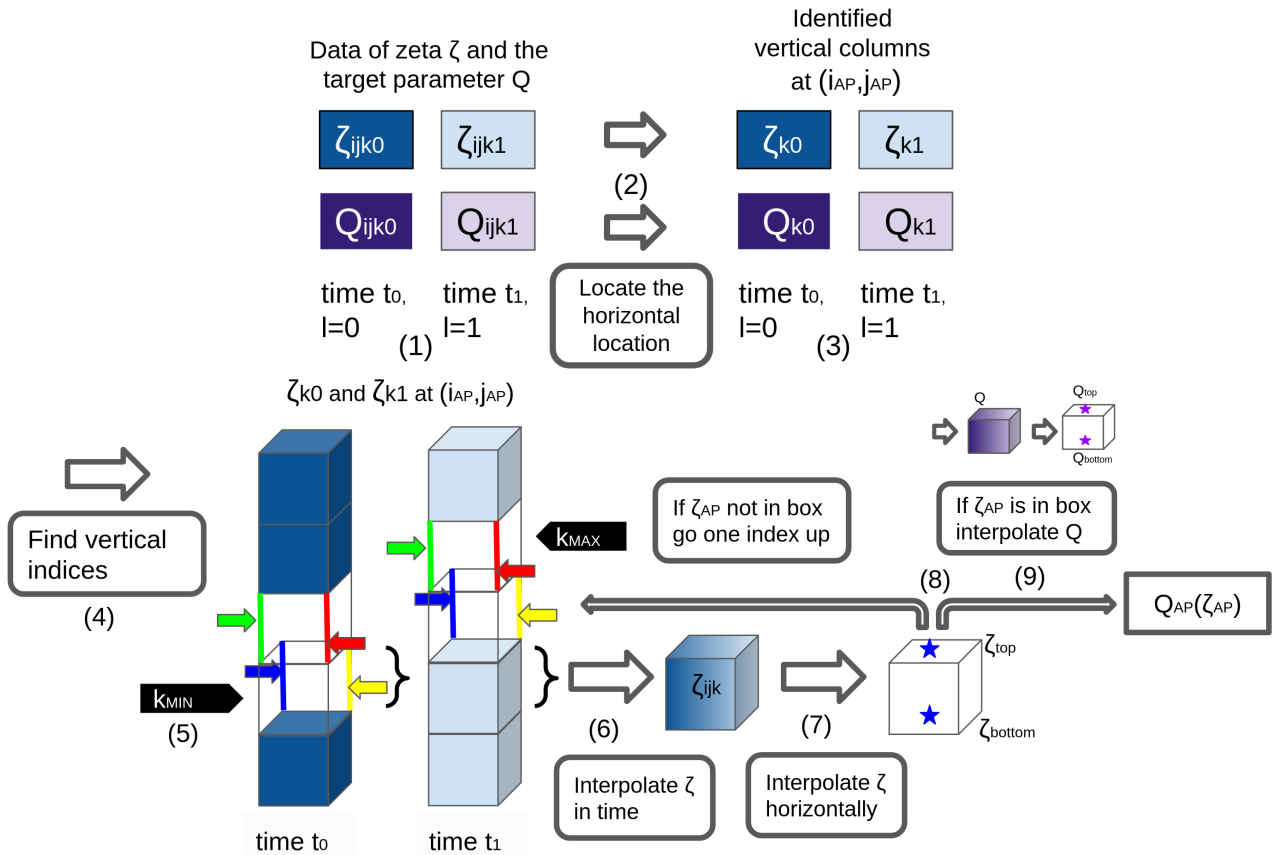 Data of zeta ζ and the
target parameter Q
Identified
vertical columns
at (iAP,jAP)
ζijk0
ζijk1
ζk0
ζk1
(2)
Qijk0
Qijk1
Qk0
Qk1
time t0,
l=0
time t1,
l=1
(1)
Locate the
horizontal
location
time t0,
l=0
time t1,
l=1
(3)
ζk0 and ζk1 at (iAP,jAP)
Find vertical
indices
(4)
kMIN
(5)
kMAX
time t0
time t1
(6)
Interpolate ζ
in time
ζijk
(7)
Interpolate ζ
horizontally
ζtop
ζbottom
If ζAP not in box
go one index up
(8)
If ζAP is in box
interpolate Q
(9)
Q
Qtop
Qbottom
QAP(ζAP)